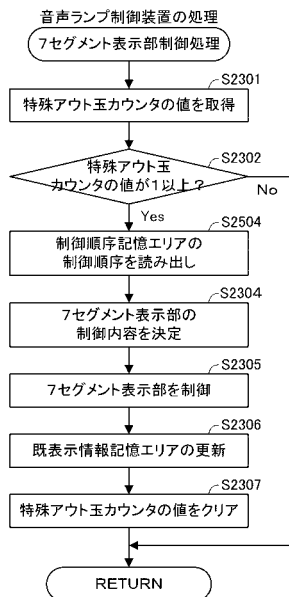 音声ランプ制御装置の処理
7セグメント表示部制御処理
S2301
特殊アウト玉カウンタの値を取得
S2302
特殊アウト玉
カウンタの値が1以上?
No
Yes
S2504
制御順序記憶エリアの
制御順序を読み出し
S2304
7セグメント表示部の
制御内容を決定
S2305
7セグメント表示部を制御
S2306
既表示情報記憶エリアの更新
S2307
特殊アウト玉カウンタの値をクリア
RETURN